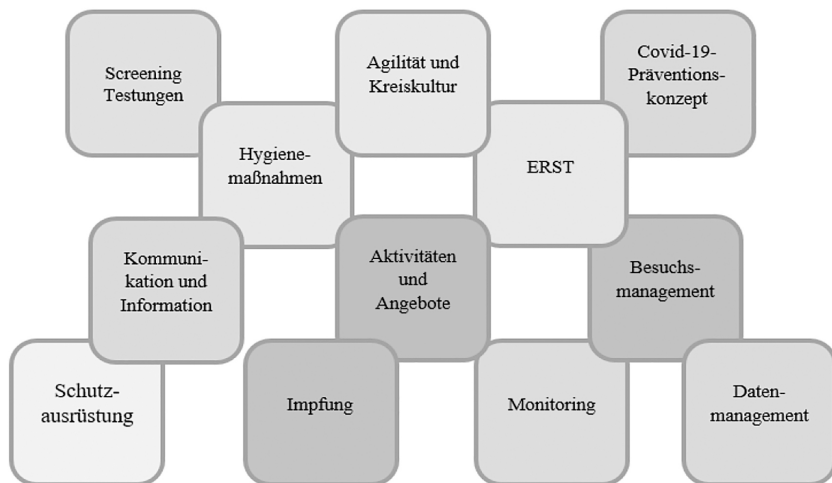 Screening
Testungen
Agilität und
Kreiskultur
Covid-19-
Präventions-
konzept
Hygiene-
maßnahmen
ERST
Kommuni-
kation und
Information
Aktivitäten
und
Angebote
Besuchs-
management
Schutz-
ausrüstung
Impfung
Monitoring
Daten-
management